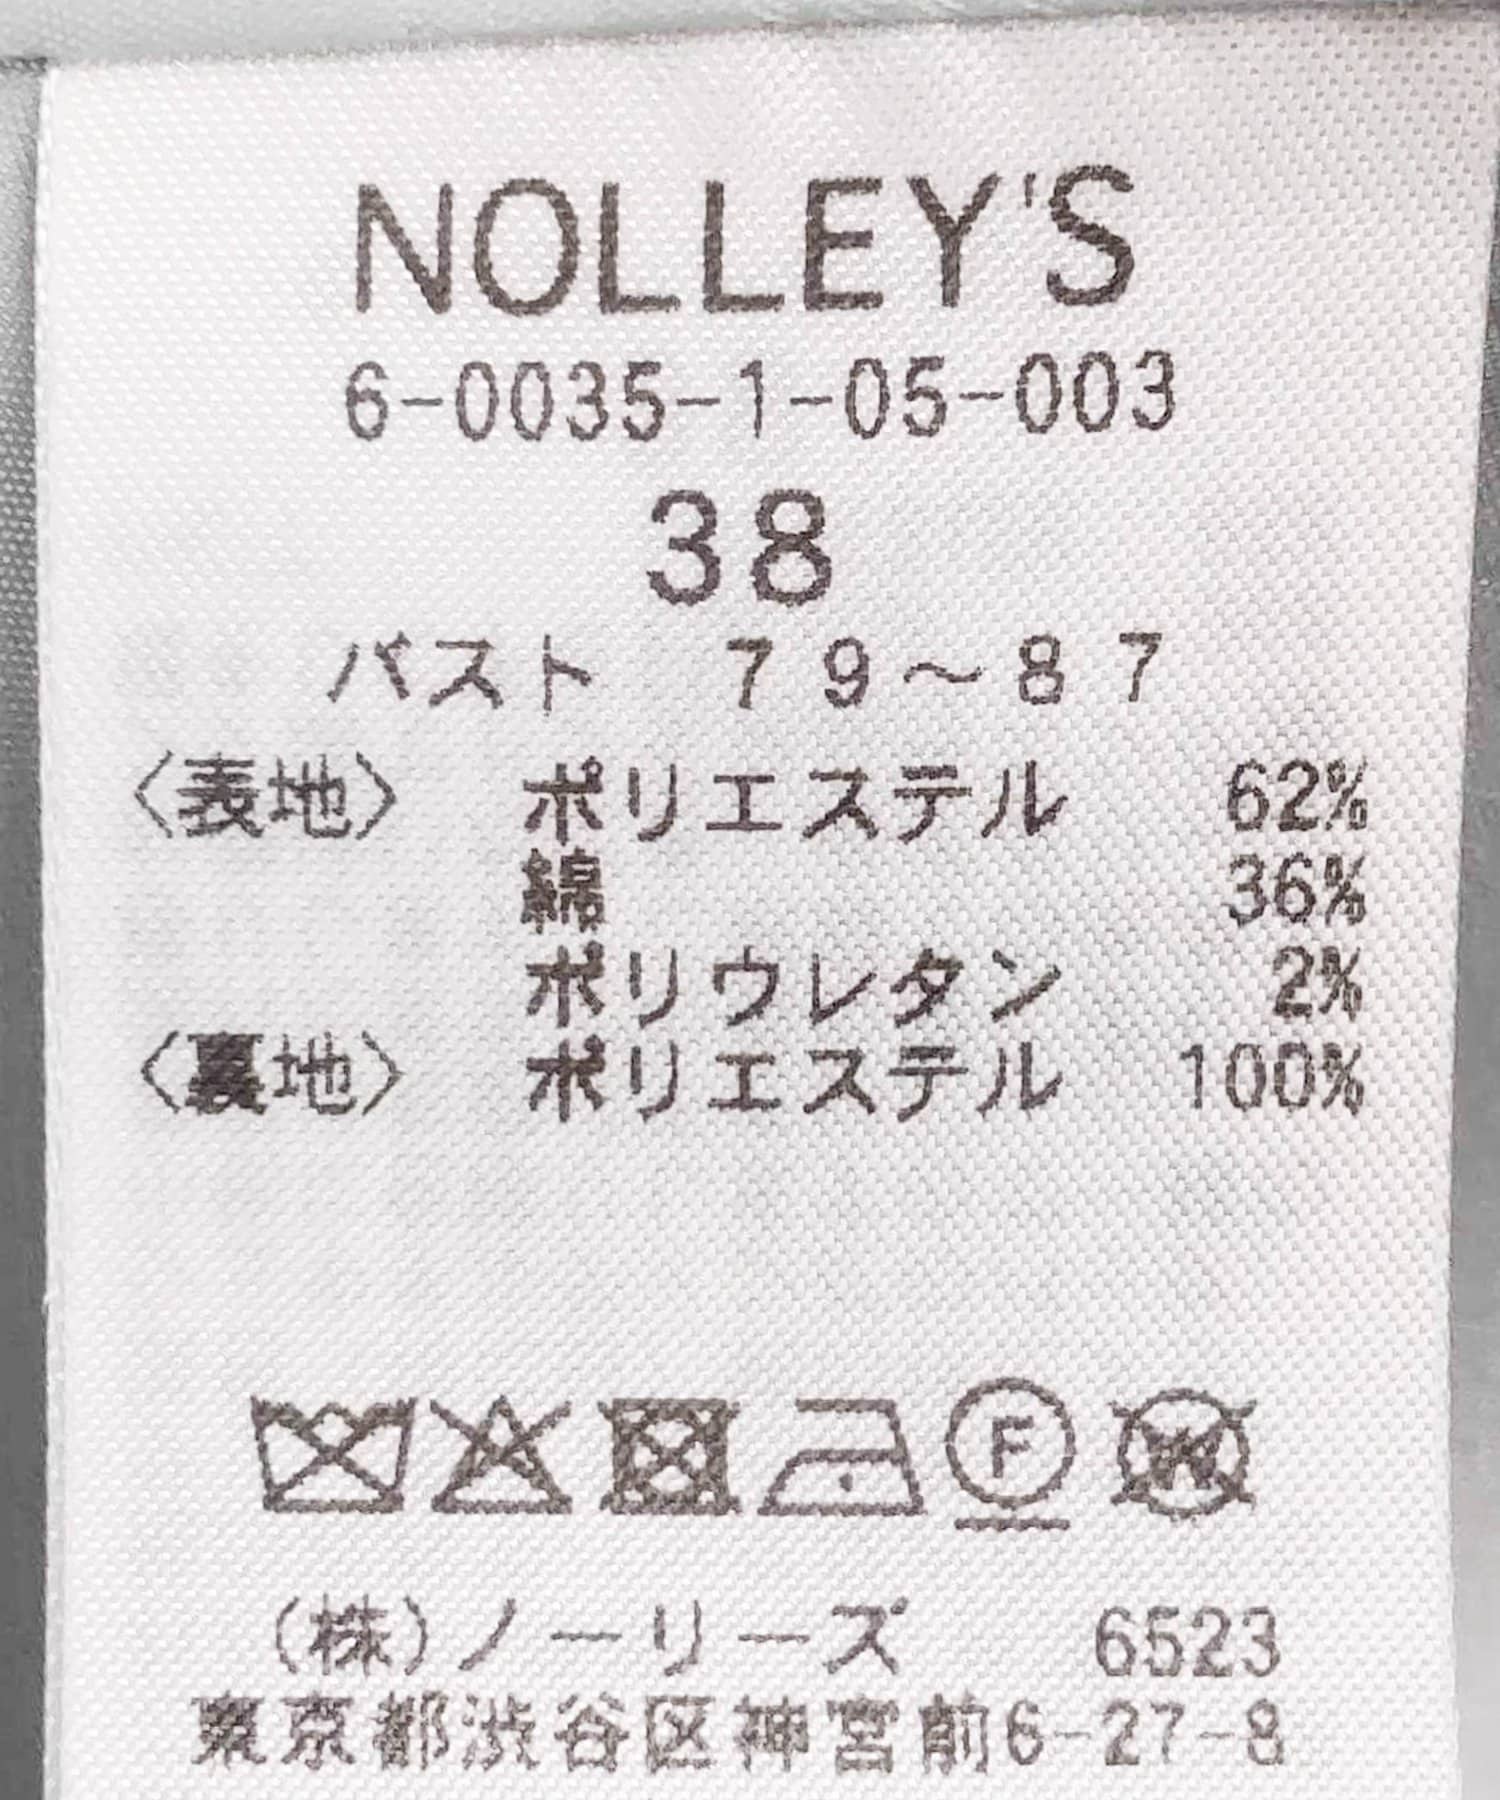 NOLLEY'S
6-0035-1-05-003
38
バスト 79～87
〈表地〉 ポリエステル 62%
綿 36%
ポリウレタン 2%
〈裏地〉 ポリエステル 100%
F W
(株)ノーリーズ 6523
東京都渋谷区神宮前6-27-8